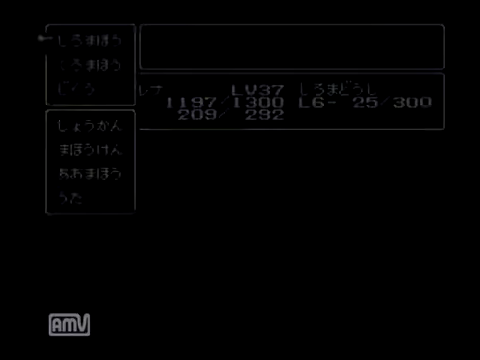 しろまほう
くろまほう
じくう
しょうかん
まほうけん
あおまほう
うた
レナ LV37 しろまどうし
1197/1300 L6- 25/300
209/ 292
AMV